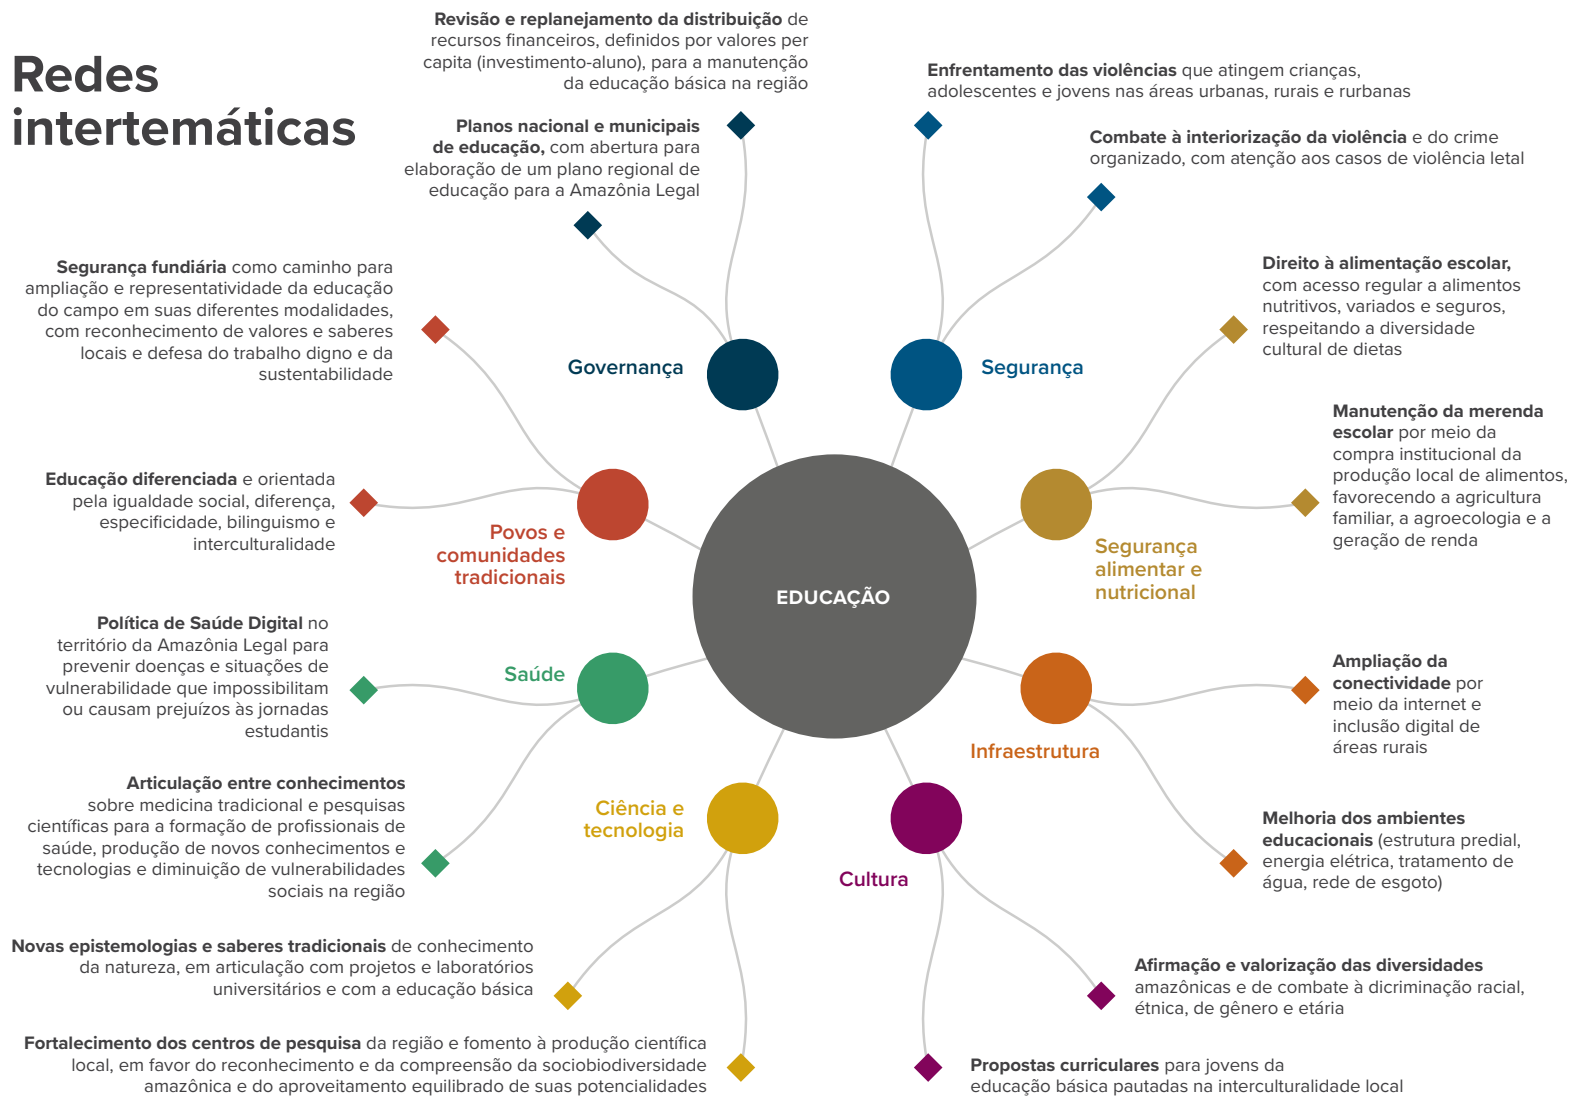 Redes
intertemáticas
Revisão e replanejamento da distribuição de
recursos financeiros, definidos por valores per
capita (investimento-aluno), para a manutenção
da educação básica na região
Planos nacional e municipais
de educação, com abertura para
elaboração de um plano regional de
educação para a Amazônia Legal
Governança
Enfrentamento das violências que atingem crianças,
adolescentes e jovens nas áreas urbanas, rurais e rurbanas
Combate à interiorização da violência e do crime
organizado, com atenção aos casos de violência letal
Segurança
Segurança fundiária como caminho para
ampliação e representatividade da educação
do campo em suas diferentes modalidades,
com reconhecimento de valores e saberes
locais e defesa do trabalho digno e da
sustentabilidade
Educação diferenciada e orientada
pela igualdade social, diferença,
especificidade, bilinguismo e
interculturalidade
Povos e
comunidades
tradicionais
Direito à alimentação escolar,
com acesso regular a alimentos
nutritivos, variados e seguros,
respeitando a diversidade
cultural de dietas
Manutenção da merenda
escolar por meio da
compra institucional da
produção local de alimentos,
favorecendo a agricultura
familiar, a agroecologia e a
geração de renda
Segurança
alimentar e
nutricional
EDUCAÇÃO
Política de Saúde Digital no
território da Amazônia Legal para
prevenir doenças e situações de
vulnerabilidade que impossibilitam
ou causam prejuízos às jornadas
estudantis
Saúde
Articulação entre conhecimentos
sobre medicina tradicional e pesquisas
científicas para a formação de profissionais de
saúde, produção de novos conhecimentos e
tecnologias e diminuição de vulnerabilidades
sociais na região
Ampliação da
conectividade por
meio da internet e
inclusão digital de
áreas rurais
Infraestrutura
Melhoria dos ambientes
educacionais (estrutura predial,
energia elétrica, tratamento de
água, rede de esgoto)
Ciência e
tecnologia
Novas epistemologias e saberes tradicionais de conhecimento
da natureza, em articulação com projetos e laboratórios
universitários e com a educação básica
Fortalecimento dos centros de pesquisa da região e fomento à produção científica
local, em favor do reconhecimento e da compreensão da sociobiodiversidade
amazônica e do aproveitamento equilibrado de suas potencialidades
Cultura
Afirmação e valorização das diversidades
amazônicas e de combate à dicriminação racial,
étnica, de gênero e etária
Propostas curriculares para jovens da
educação básica pautadas na interculturalidade local